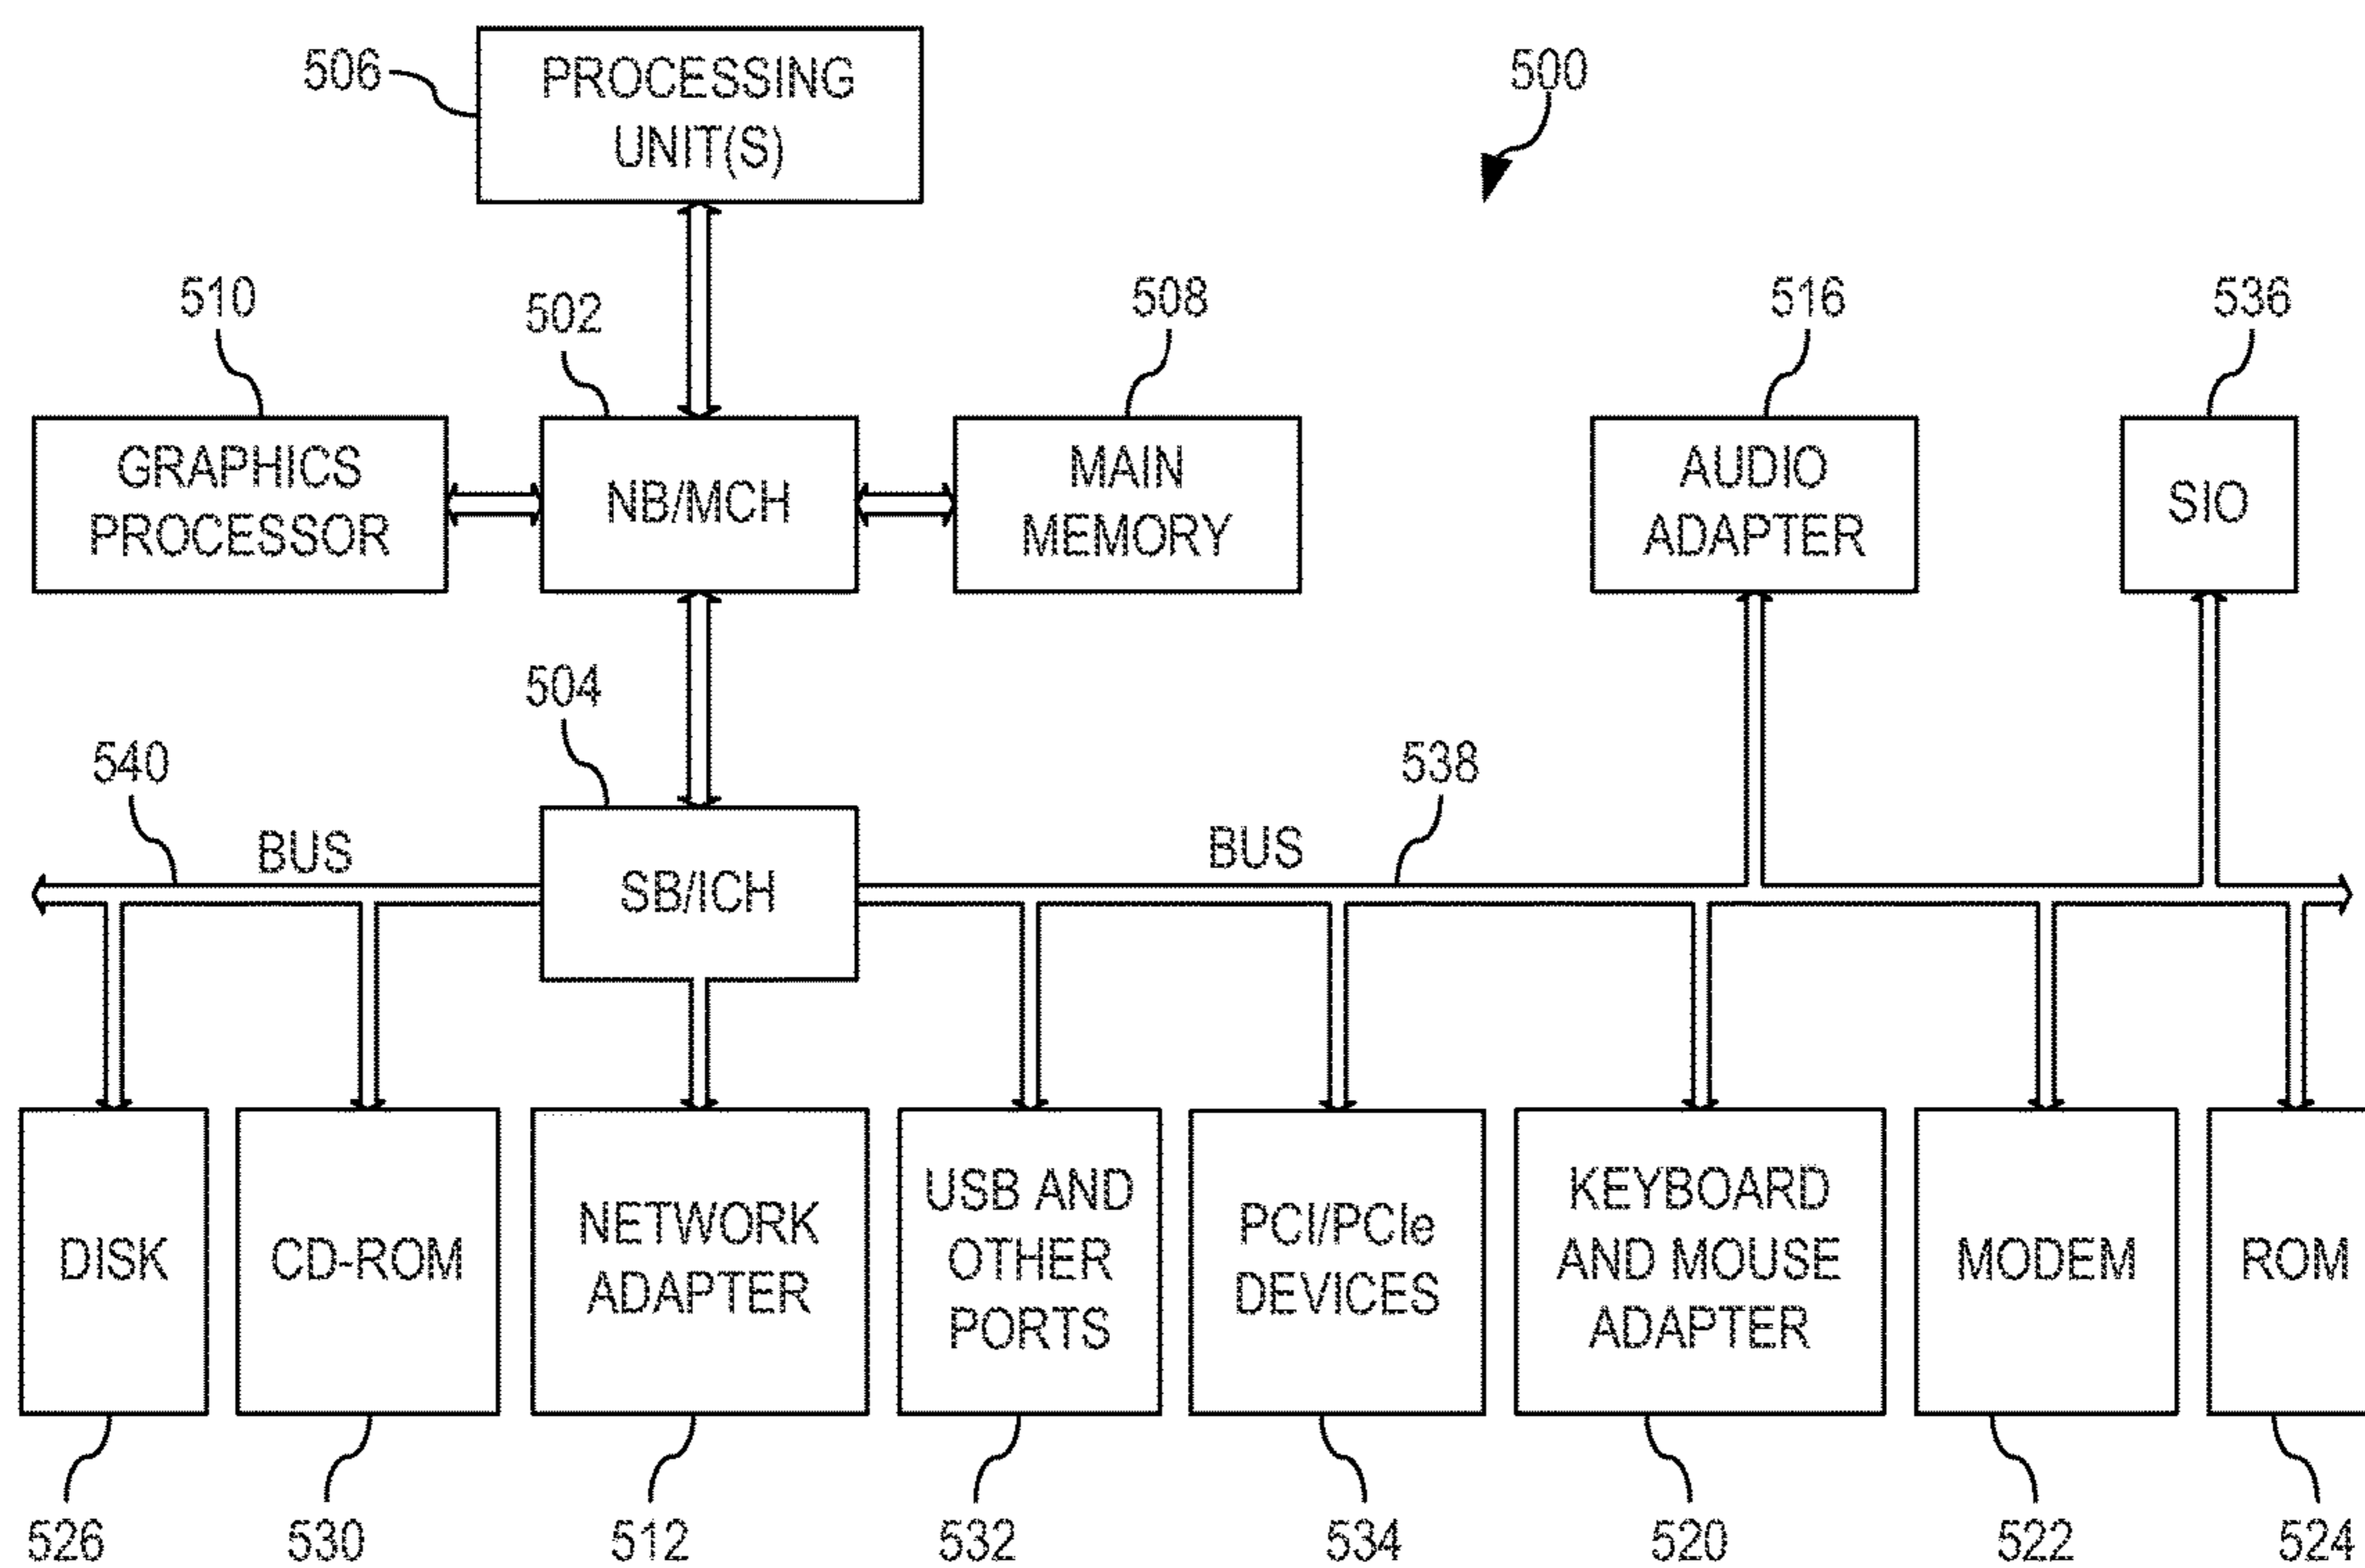 506
PROCESSING
UNIT(S)
500
510
502
508
516
536
GRAPHICS
PROCESSOR
NB/MCH
MAIN
MEMORY
AUDIO
ADAPTER
SIO
504
540
538
BUS
BUS
SB/ICH
DISK
CD-ROM
NETWORK
ADAPTER
USB AND
OTHER
PORTS
PCI/PCIe
DEVICES
KEYBOARD
AND MOUSE
ADAPTER
MODEM
ROM
526
530
512
532
534
520
522
524